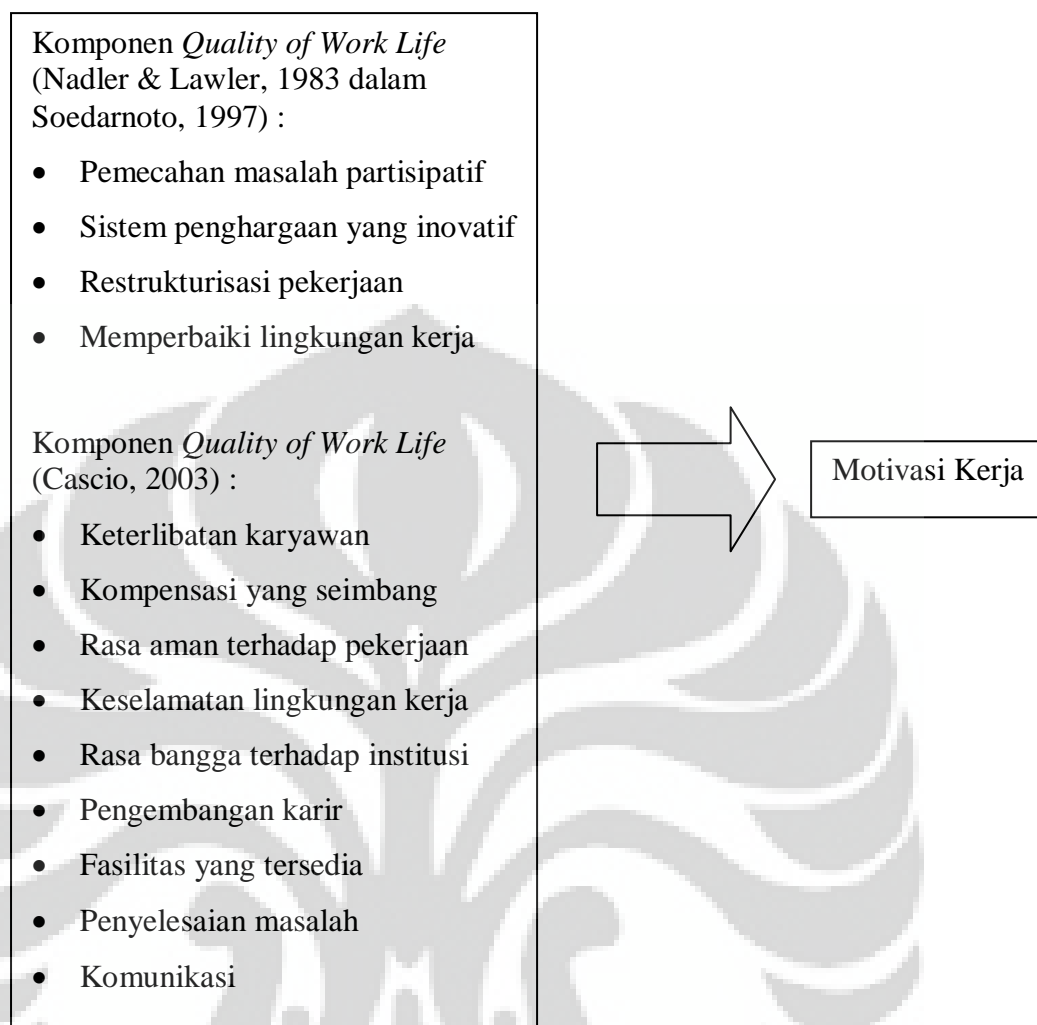 Komponen Quality of Work Life
(Nadler & Lawler, 1983 dalam
Soedarnoto, 1997) :
• Pemecahan masalah partisipatif
• Sistem penghargaan yang inovatif
• Restrukturisasi pekerjaan
• Memperbaiki lingkungan kerja
Komponen Quality of Work Life
(Cascio, 2003) :
• Keterlibatan karyawan
• Kompensasi yang seimbang
• Rasa aman terhadap pekerjaan
• Keselamatan lingkungan kerja
• Rasa bangga terhadap institusi
• Pengembangan karir
• Fasilitas yang tersedia
• Penyelesaian masalah
• Komunikasi
Motivasi Kerja